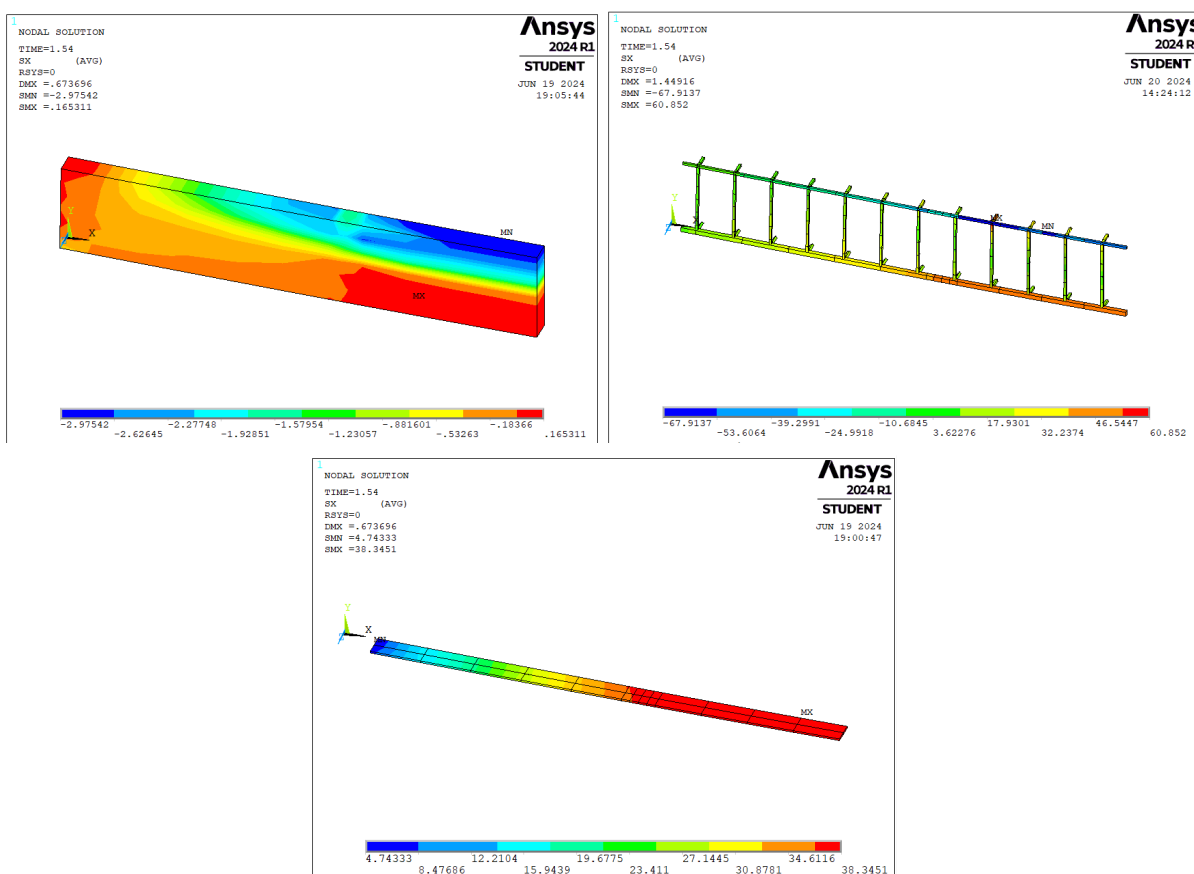 1
NODAL SOLUTION
TIME=1.54
SX (AVG)
RSYS=0
DMX =.673696
SMN =-2.97542
SMX =.165311
Ansys
2024 R1
STUDENT
JUN 19 2024
19:05:44
Y
Z X
MN
MX
-2.97542 -2.27748 -1.57954 -.881601 -.18366
-2.62645 -1.92851 -1.23057 -.53263 .165311
1
NODAL SOLUTION
TIME=1.54
SX (AVG)
RSYS=0
DMX =1.44916
SMN =-67.9137
SMX =60.852
Ansys
2024 R1
STUDENT
JUN 20 2024
14:24:12
Y
Z X
MX
MN
-67.9137 -39.2991 -10.6845 17.9301 46.5447
-53.6064 -24.9918 3.62276 32.2374 60.852
1
NODAL SOLUTION
TIME=1.54
SX (AVG)
RSYS=0
DMX =.673696
SMN =4.74333
SMX =38.3451
Ansys
2024 R1
STUDENT
JUN 19 2024
19:00:47
Y
Z X
MN
MX
4.74333 12.2104 19.6775 27.1445 34.6116
8.47686 15.9439 23.411 30.8781 38.3451